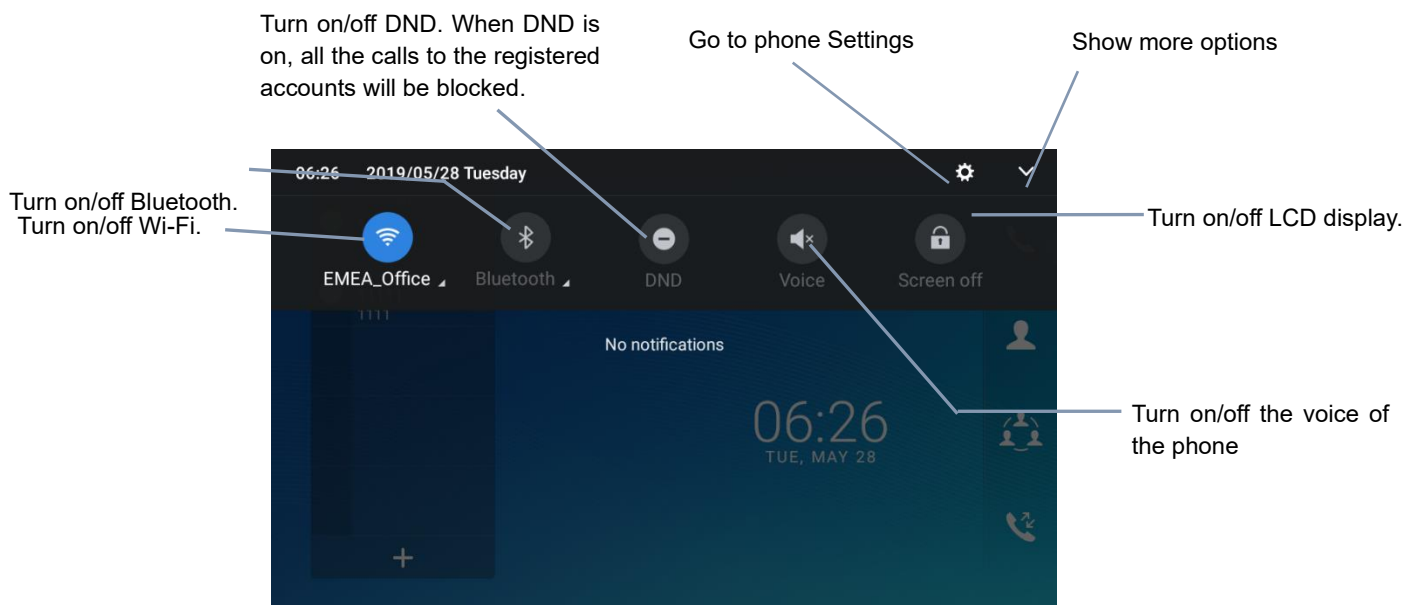 Turn on/off DND. When DND is
on, all the calls to the registered
accounts will be blocked.
Go to phone Settings
Show more options
06:26 2019/05/28 Tuesday
Turn on/off Bluetooth.
Turn on/off Wi-Fi.
Turn on/off LCD display.
EMEA_Office
Bluetooth
DND
Voice
Screen off
1111
No notifications
06:26
TUE, MAY 28
Turn on/off the voice of
the phone